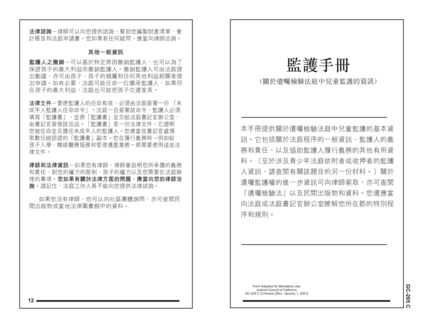 法律諮詢－律師可以向您提供諮詢，幫助您編製財產清單、會
計賬目和法庭申請書。您如果有任何疑問，應當向律師洽詢。
其他一般資訊
監護人之撤銷－可以基於特定原因撤銷監護人，也可以為了
保證孩子的最大利益而撤銷監護人。撤銷監護人可由法庭提
出動議，亦可由孩子、孩子的親屬和任何其他利益相關者提
出申請。如有必要，法庭可能任命一位繼承監護人，如果符
合孩子的最大利益，法庭也可能把孩子交還家長。
法律文件－要使監護人的任命有效，必須由法庭簽署一份「未
成年人監護人任命命令」。法庭一旦簽署該命令，監護人必須
填寫「監護書」，並將「監護書」呈交給法庭書記官辦公室，
由書記官簽發該信函。「監護書」是一份法律文件，它證明
您被任命並且擔任未成年人的監護人。您應當從書記官處領
取數份經認證的「監護書」副本。您在履行義務時－例如給
孩子入學、聯絡醫療服務和管理遺產業務－將需要使用這些法
律文件。
律師和法律資訊－如果您有律師，律師會說明您所承擔的義務
和責任、對您的權力的限制、孩子的權力以及您需要在法庭辦
理的事項。您如果有關於法律方面的問題，應當向您的律師洽
詢。請記住，法庭工作人員不能向您提供法律諮詢。
如果您沒有律師，您可以向社區團體詢問，亦可查閱民
間出版物或當地法律圖書館中的資料。
12
監護手冊
(關於遺囑檢驗法庭中兒童監護的資訊)
本手冊提供關於遺囑檢驗法庭中兒童監護的基本資
訊。它包括關於法庭程序的一般資訊、監護人的義
務和責任，以及協助監護人履行義務的其他有用資
料。（至於涉及青少年法庭依附者或收押者的監護
人資訊，請查閱有關該題目的另一份材料。）關於
遺囑監護權的進一步資訊可向律師索取，亦可查閱
「遺囑檢驗法」以及民間出版物和資料。您還應當
向法庭或法庭書記官辦公室瞭解您所在郡的特別程
序和規則。
Form Adopted for Mandatory Use
Judicial Council of California
GC-205 C (Chinese) [Rev. January 1, 2001]
GC-205 C